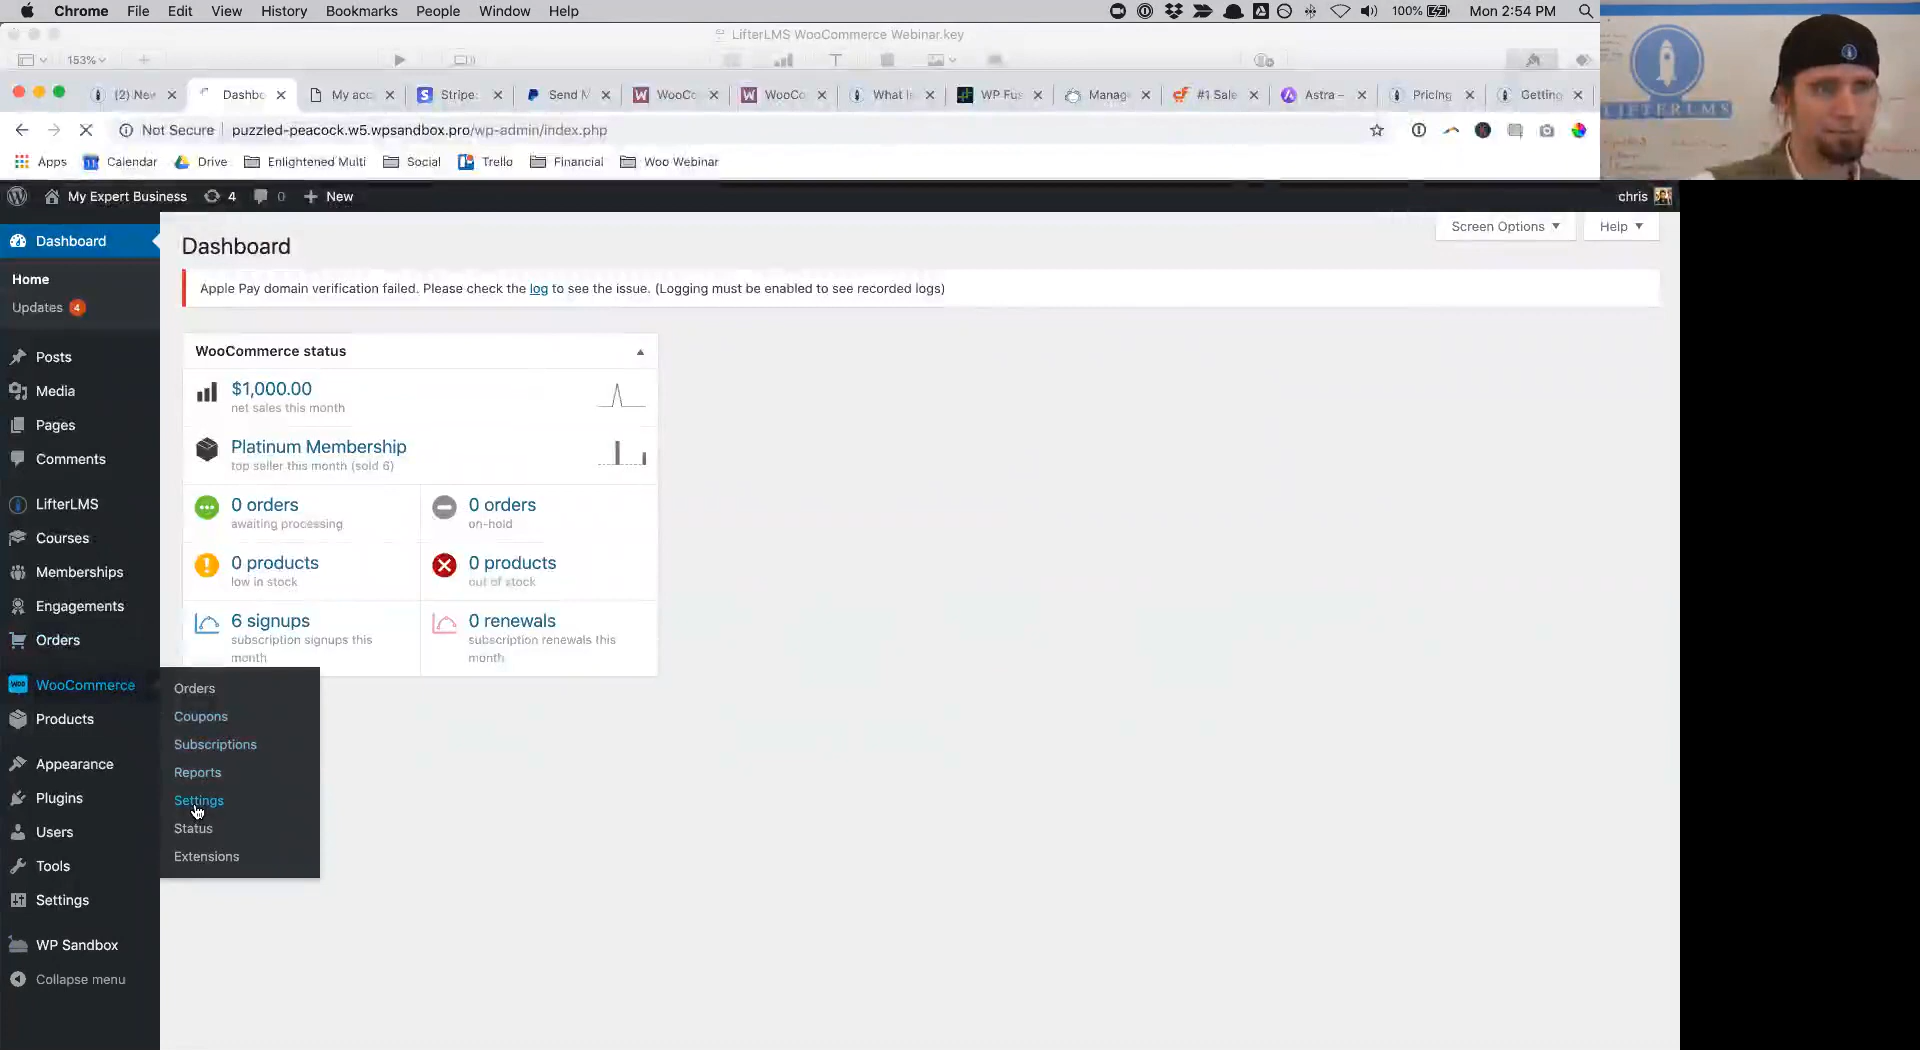 Chrome File Edit View History Bookmarks People Window Help 100% Mon 2:54 PM
LifterLMS WooCommerce Webinar.key
153%
(2) Nev Dashbo My acc Stripe: Send M WooCo WooCo What is WP Fus Manag #1 Sale Astra – Pricing Getting
Not Secure puzzled-peacock.w5.wpsandbox.pro/wp-admin/index.php
Apps Calendar Drive Enlightened Multi Social Trello Financial Woo Webinar
LIFTERLMS
My Expert Business 4 0 New chris
Screen Options Help
Dashboard
Home
Updates 4
Posts
Media
Pages
Comments
LifterLMS
Courses
Memberships
Engagements
Orders
WooCommerce
Products
Appearance
Plugins
Users
Tools
Settings
WP Sandbox
Collapse menu
Orders
Coupons
Subscriptions
Reports
Settings
Status
Extensions
Dashboard
Apple Pay domain verification failed. Please check the log to see the issue. (Logging must be enabled to see recorded logs)
WooCommerce status
$1,000.00
net sales this month
Platinum Membership
top seller this month (sold 6)
0 orders
awaiting processing
0 orders
on-hold
0 products
low in stock
0 products
out of stock
6 signups
subscription signups this
month
0 renewals
subscription renewals this
month